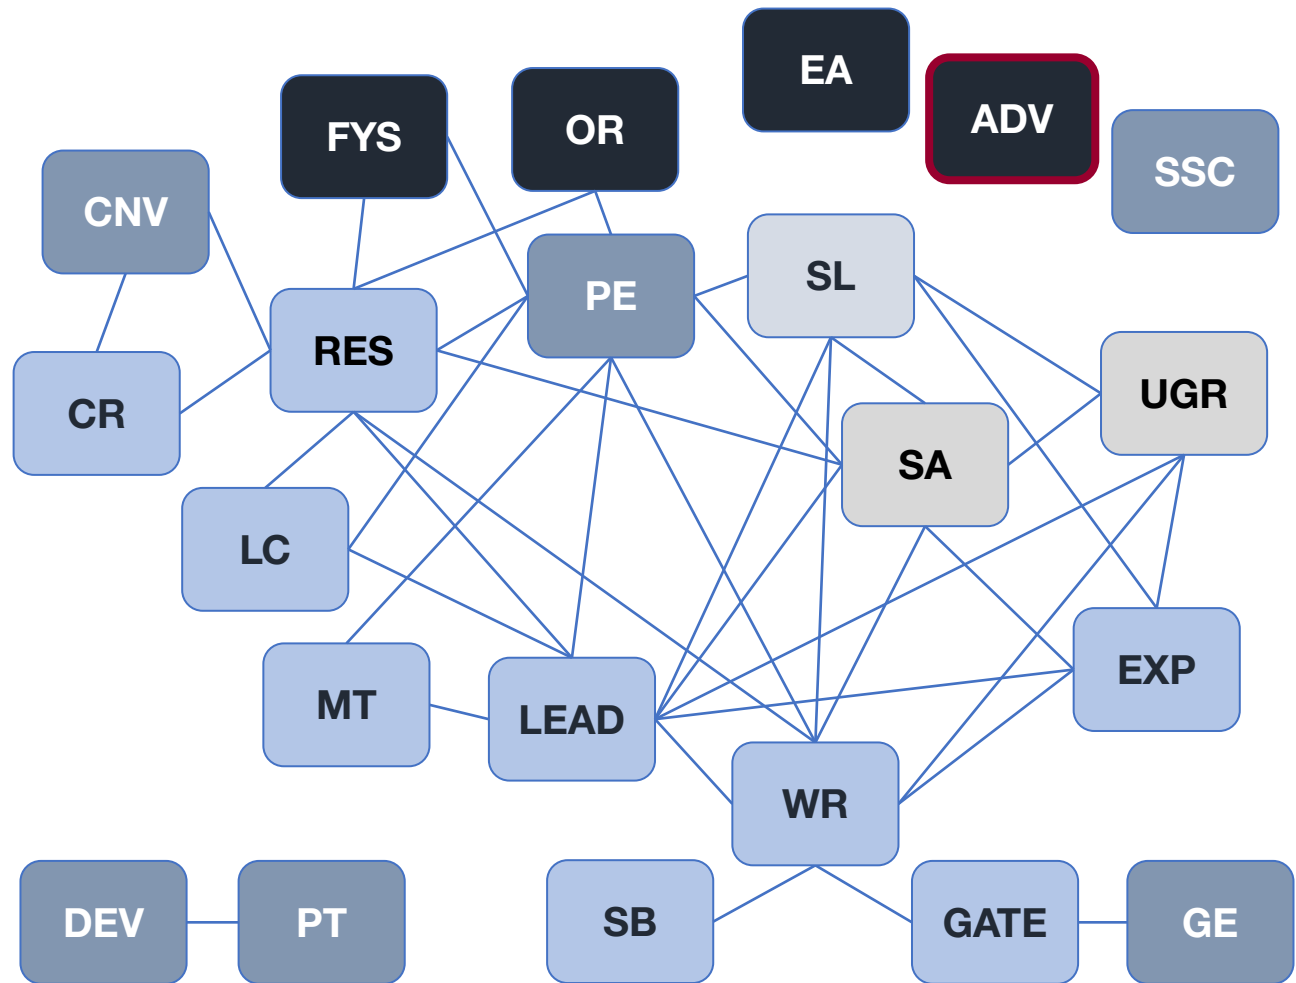 EA
ADV
OR
FYS
SSC
CNV
SL
PE
RES
UGR
CR
SA
LC
EXP
MT
LEAD
WR
DEV
PT
SB
GATE
GE